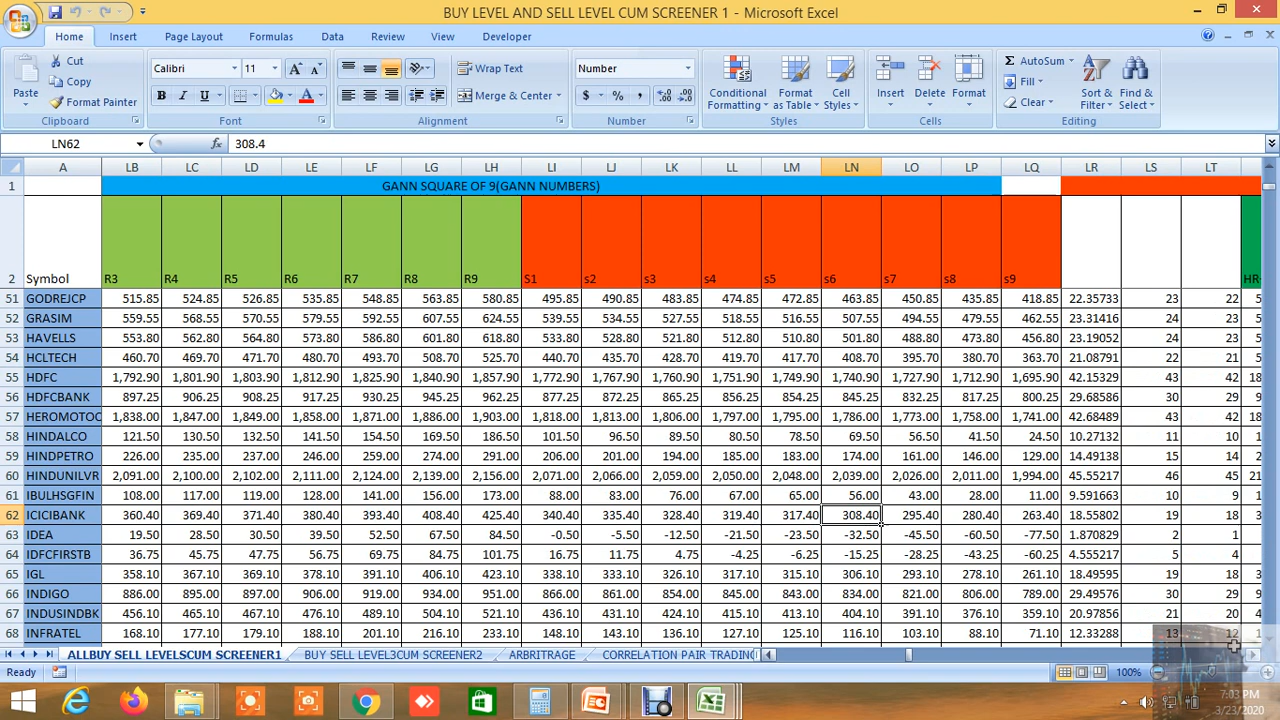 BUY LEVEL AND SELL LEVEL CUM SCREENER 1 - Microsoft Excel
Home Insert Page Layout Formulas Data Review View Developer
Paste Cut Copy Format Painter Clipboard
Calibri 11 B I U A Font
Wrap Text Merge & Center Alignment
Number $ % , Number
Conditional Formatting Format as Table Cell Styles Styles
Insert Delete Format Cells
Σ AutoSum Fill Clear Sort & Filter Find & Select Editing
LN62 fx 308.4
A LB LC LD LE LF LG LH LI LJ LK LL LM LN LO LP LQ LR LS LT
1 GANN SQUARE OF 9(GANN NUMBERS)
2 Symbol R3 R4 R5 R6 R7 R8 R9 S1 s2 s3 s4 s5 s6 s7 s8 s9 HR
51 GODREJCP 515.85 524.85 526.85 535.85 548.85 563.85 580.85 495.85 490.85 483.85 474.85 472.85 463.85 450.85 435.85 418.85 22.35733 23 22 5
52 GRASIM 559.55 568.55 570.55 579.55 592.55 607.55 624.55 539.55 534.55 527.55 518.55 516.55 507.55 494.55 479.55 462.55 23.31416 24 23 5
53 HAVELLS 553.80 562.80 564.80 573.80 586.80 601.80 618.80 533.80 528.80 521.80 512.80 510.80 501.80 488.80 473.80 456.80 23.19052 24 23 5
54 HCLTECH 460.70 469.70 471.70 480.70 493.70 508.70 525.70 440.70 435.70 428.70 419.70 417.70 408.70 395.70 380.70 363.70 21.08791 22 21 5
55 HDFC 1,792.90 1,801.90 1,803.90 1,812.90 1,825.90 1,840.90 1,857.90 1,772.90 1,767.90 1,760.90 1,751.90 1,749.90 1,740.90 1,727.90 1,712.90 1,695.90 42.15329 43 42 18
56 HDFCBANK 897.25 906.25 908.25 917.25 930.25 945.25 962.25 877.25 872.25 865.25 856.25 854.25 845.25 832.25 817.25 800.25 29.68586 30 29 9
57 HEROMOTOC 1,838.00 1,847.00 1,849.00 1,858.00 1,871.00 1,886.00 1,903.00 1,818.00 1,813.00 1,806.00 1,797.00 1,795.00 1,786.00 1,773.00 1,758.00 1,741.00 42.68489 43 42 18
58 HINDALCO 121.50 130.50 132.50 141.50 154.50 169.50 186.50 101.50 96.50 89.50 80.50 78.50 69.50 56.50 41.50 24.50 10.27132 11 10 1
59 HINDPETRO 226.00 235.00 237.00 246.00 259.00 274.00 291.00 206.00 201.00 194.00 185.00 183.00 174.00 161.00 146.00 129.00 14.49138 15 14 2
60 HINDUNILVR 2,091.00 2,100.00 2,102.00 2,111.00 2,124.00 2,139.00 2,156.00 2,071.00 2,066.00 2,059.00 2,050.00 2,048.00 2,039.00 2,026.00 2,011.00 1,994.00 45.55217 46 45 21
61 IBULHSGFIN 108.00 117.00 119.00 128.00 141.00 156.00 173.00 88.00 83.00 76.00 67.00 65.00 56.00 43.00 28.00 11.00 9.591663 10 9 1
62 ICICIBANK 360.40 369.40 371.40 380.40 393.40 408.40 425.40 340.40 335.40 328.40 319.40 317.40 308.40 295.40 280.40 263.40 18.55802 19 18 3
63 IDEA 19.50 28.50 30.50 39.50 52.50 67.50 84.50 -0.50 -5.50 -12.50 -21.50 -23.50 -32.50 -45.50 -60.50 -77.50 1.870829 2 1
64 IDFCFIRSTB 36.75 45.75 47.75 56.75 69.75 84.75 101.75 16.75 11.75 4.75 -4.25 -6.25 -15.25 -28.25 -43.25 -60.25 4.555217 5 4
65 IGL 358.10 367.10 369.10 378.10 391.10 406.10 423.10 338.10 333.10 326.10 317.10 315.10 306.10 293.10 278.10 261.10 18.49595 19 18 3
66 INDIGO 886.00 895.00 897.00 906.00 919.00 934.00 951.00 866.00 861.00 854.00 845.00 843.00 834.00 821.00 806.00 789.00 29.49576 30 29 9
67 INDUSINDBK 456.10 465.10 467.10 476.10 489.10 504.10 521.10 436.10 431.10 424.10 415.10 413.10 404.10 391.10 376.10 359.10 20.97856 21 20 4
68 INFRATEL 168.10 177.10 179.10 188.10 201.10 216.10 233.10 148.10 143.10 136.10 127.10 125.10 116.10 103.10 88.10 71.10 12.33288 13 12 1
ALLBUY SELL LEVELSCUM SCREENER1 BUY SELL LEVEL3CUM SCREENER2 ARBITRAGE CORRELATION PAIR TRADING
Ready 100%
7:03 PM
3/23/2020